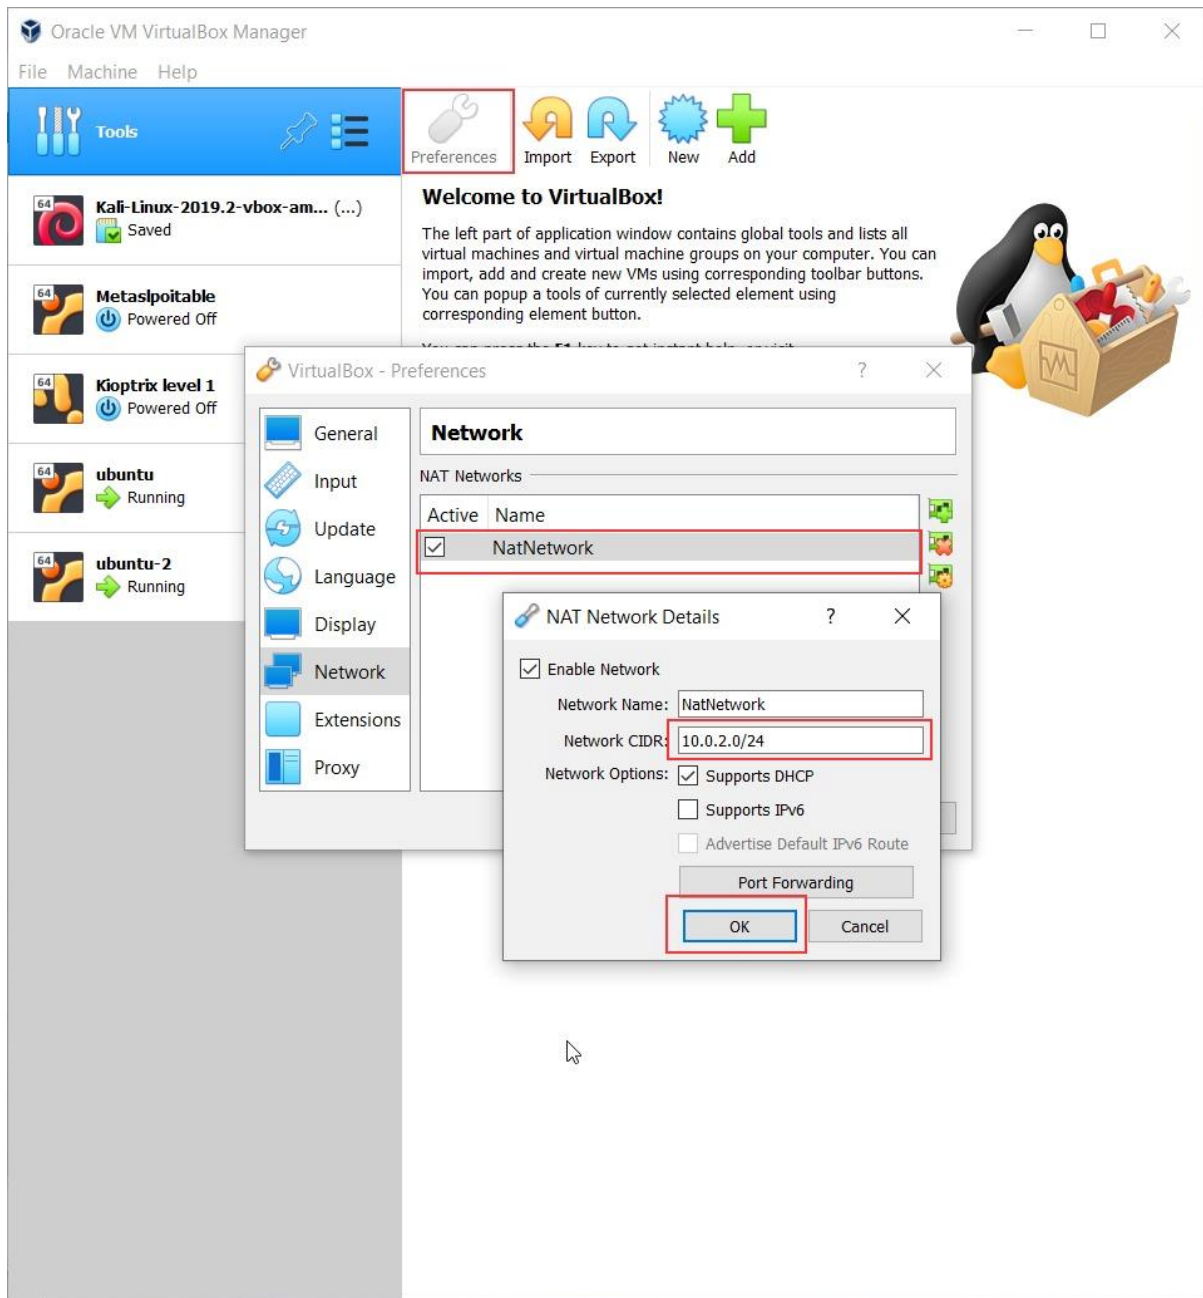 Oracle VM VirtualBox Manager
File Machine Help
Tools
Preferences
Import
Export
New
Add
64
Kali-Linux-2019.2-vbox-am... (...)
Saved
64
Metaslpoitable
Powered Off
64
Kioptrix level 1
Powered Off
64
ubuntu
Running
64
ubuntu-2
Running
Welcome to VirtualBox!
The left part of application window contains global tools and lists all
virtual machines and virtual machine groups on your computer. You can
import, add and create new VMs using corresponding toolbar buttons.
You can popup a tools of currently selected element using
corresponding element button.
VirtualBox - Preferences
?
General
Input
Update
Language
Display
Network
Extensions
Proxy
Network
NAT Networks
Active Name
NatNetwork
NAT Network Details
?
Enable Network
Network Name: NatNetwork
Network CIDR: 10.0.2.0/24
Network Options: Supports DHCP
Supports IPv6
Advertise Default IPv6 Route
Port Forwarding
OK
Cancel